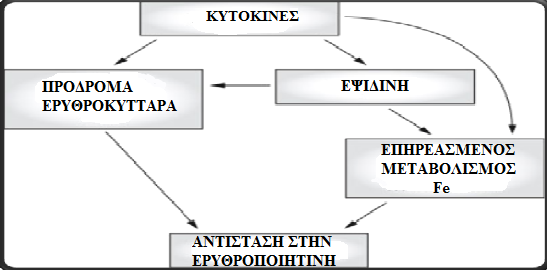 ΚΥΤΟΚΙΝΕΣ
ΠΡΟΔΡΟΜΑ
ΕΡΥΘΡΟΚΥΤΤΑΡΑ
ΕΨΙΔΙΝΗ
ΕΠΗΡΕΑΣΜΕΝΟΣ
ΜΕΤΑΒΟΛΙΣΜΟΣ
Fe
ΑΝΤΙΣΤΑΣΗ ΣΤΗΝ
ΕΡΥΘΡΟΠΟΙΗΤΙΝΗ